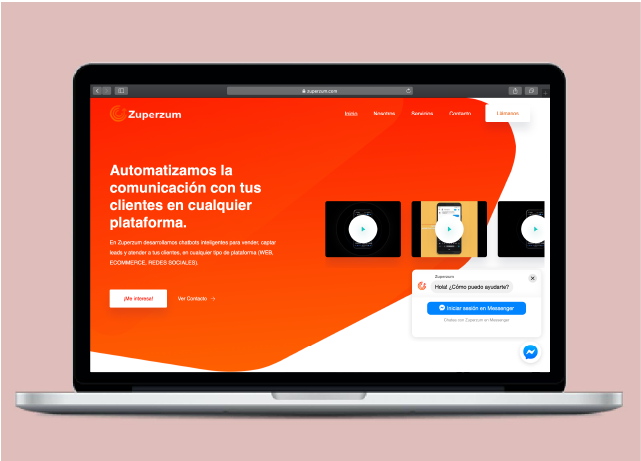 zuperzum.com
Zuperzum
Inicio Nosotros Servicios Contacto Llámanos
Automatizamos la
comunicación con tus
clientes en cualquier
plataforma.
En Zuperzum desarrollamos chatbots inteligentes para vender, captar
leads y atender a tus clientes, en cualquier tipo de plataforma (WEB,
ECOMMERCE, REDES SOCIALES).
¡Me interesa! Ver Contacto →
Zuperzum
Hola! ¿Cómo puedo ayudarte?
Iniciar sesión en Messenger
Chatea con Zuperzum en Messenger